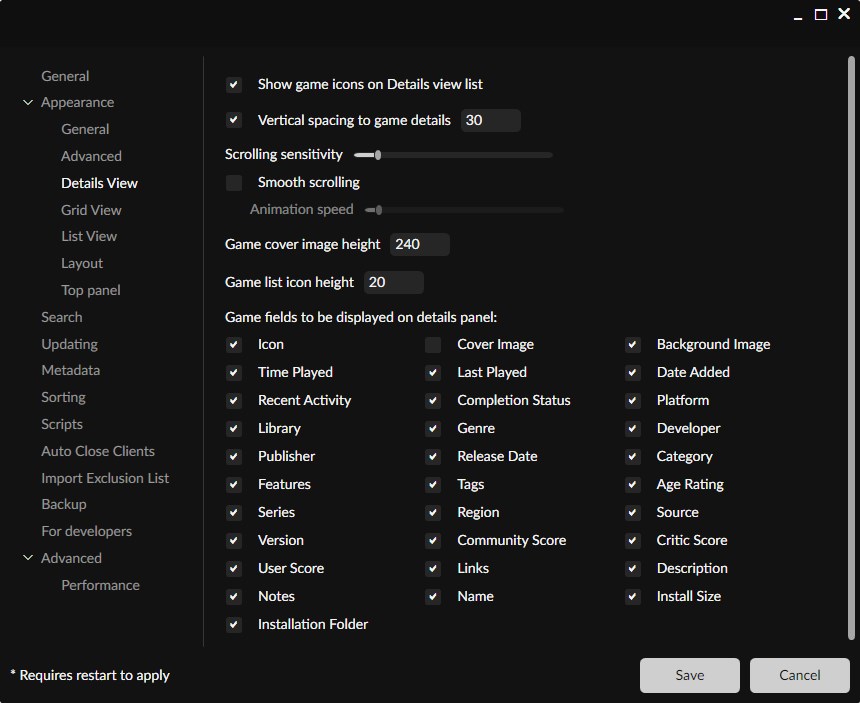 General
Appearance
General
Advanced
Details View
Grid View
List View
Layout
Top panel
Search
Updating
Metadata
Sorting
Scripts
Auto Close Clients
Import Exclusion List
Backup
For developers
Advanced
Performance
Show game icons on Details view list
Vertical spacing to game details 30
Scrolling sensitivity
Smooth scrolling
Animation speed
Game cover image height 240
Game list icon height 20
Game fields to be displayed on details panel:
Icon Cover Image Background Image
Time Played Last Played Date Added
Recent Activity Completion Status Platform
Library Genre Developer
Publisher Release Date Category
Features Tags Age Rating
Series Region Source
Version Community Score Critic Score
User Score Links Description
Notes Name Install Size
Installation Folder
* Requires restart to apply
Save Cancel